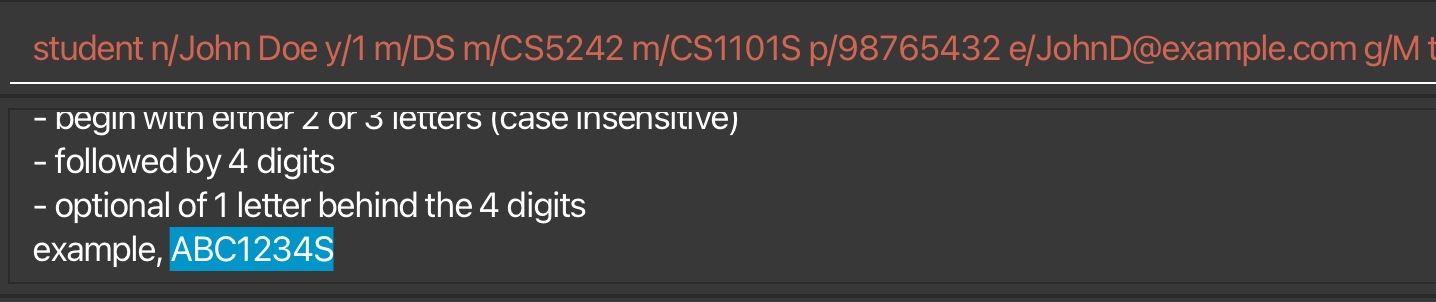 student n/John Doe y/1 m/DS m/CS5242 m/CS1101S p/98765432 e/JohnD@example.com g/M t
- begin with either 2 or 3 letters (case insensitive)
- followed by 4 digits
- optional of 1 letter behind the 4 digits
example, ABC1234S